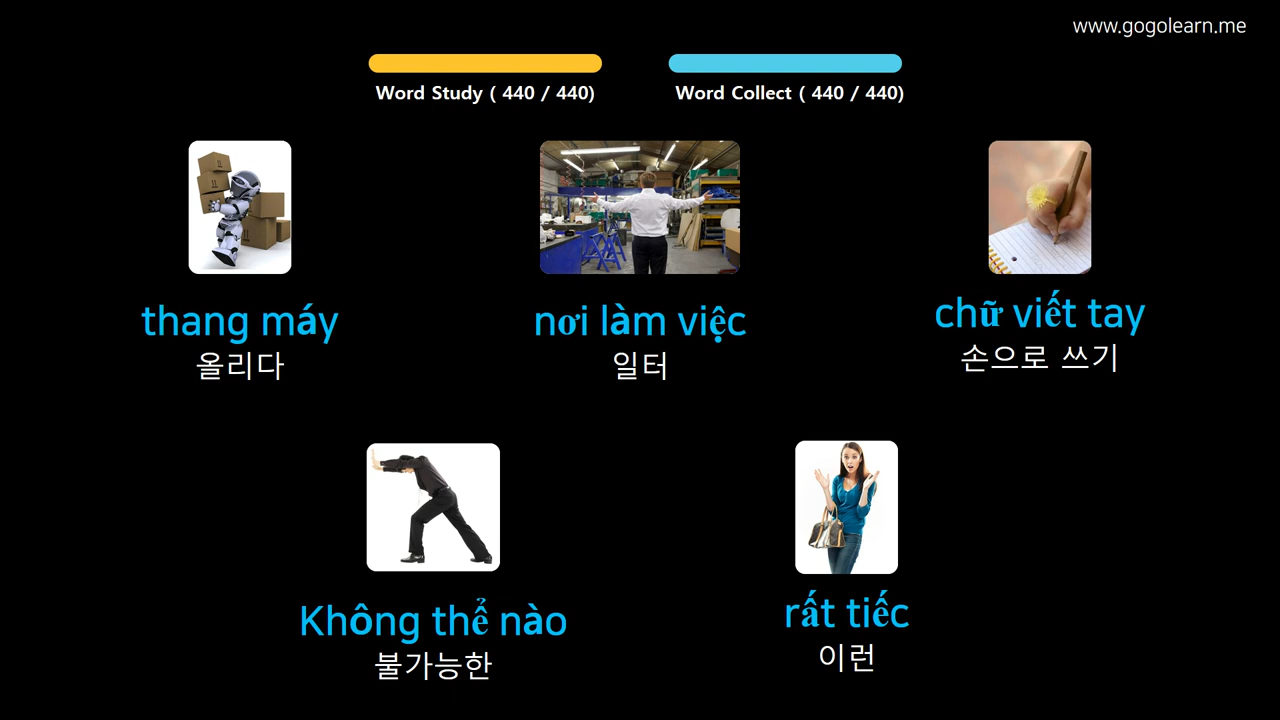 www.gogolearn.me
Word Study ( 440 / 440)
Word Collect ( 440 / 440)
thang máy
올리다
nơi làm việc
일터
chữ viết tay
손으로 쓰기
Không thể nào
불가능한
rất tiếc
이런